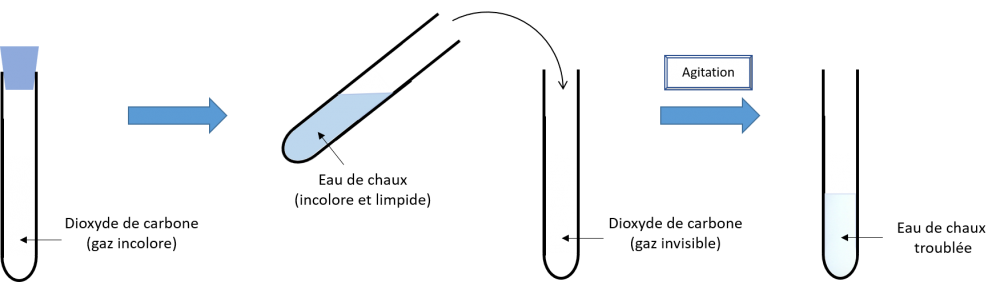 Dioxyde de carbone
(gaz incolore)
Eau de chaux
(incolore et limpide)
Dioxyde de carbone
(gaz invisible)
Agitation
Eau de chaux
troublée